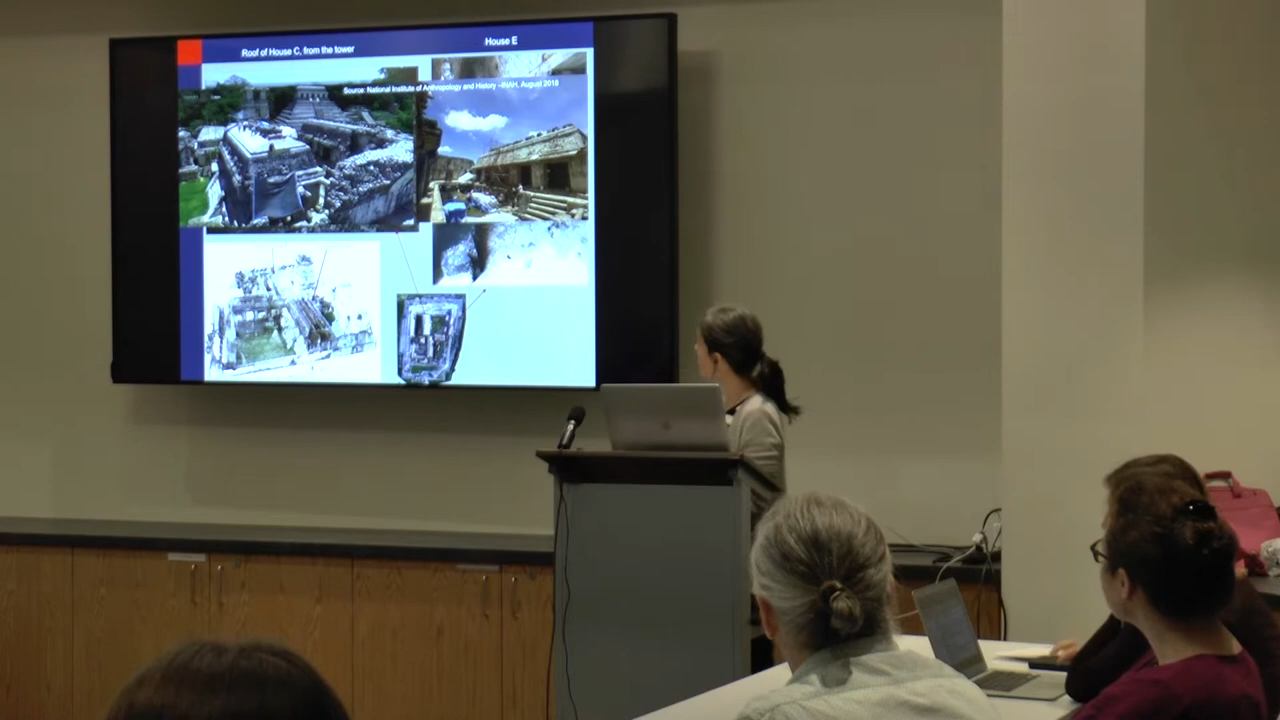 Roof of House C, from the tower
House E
Source: National Institute of Anthropology and History –INAH, August 2018